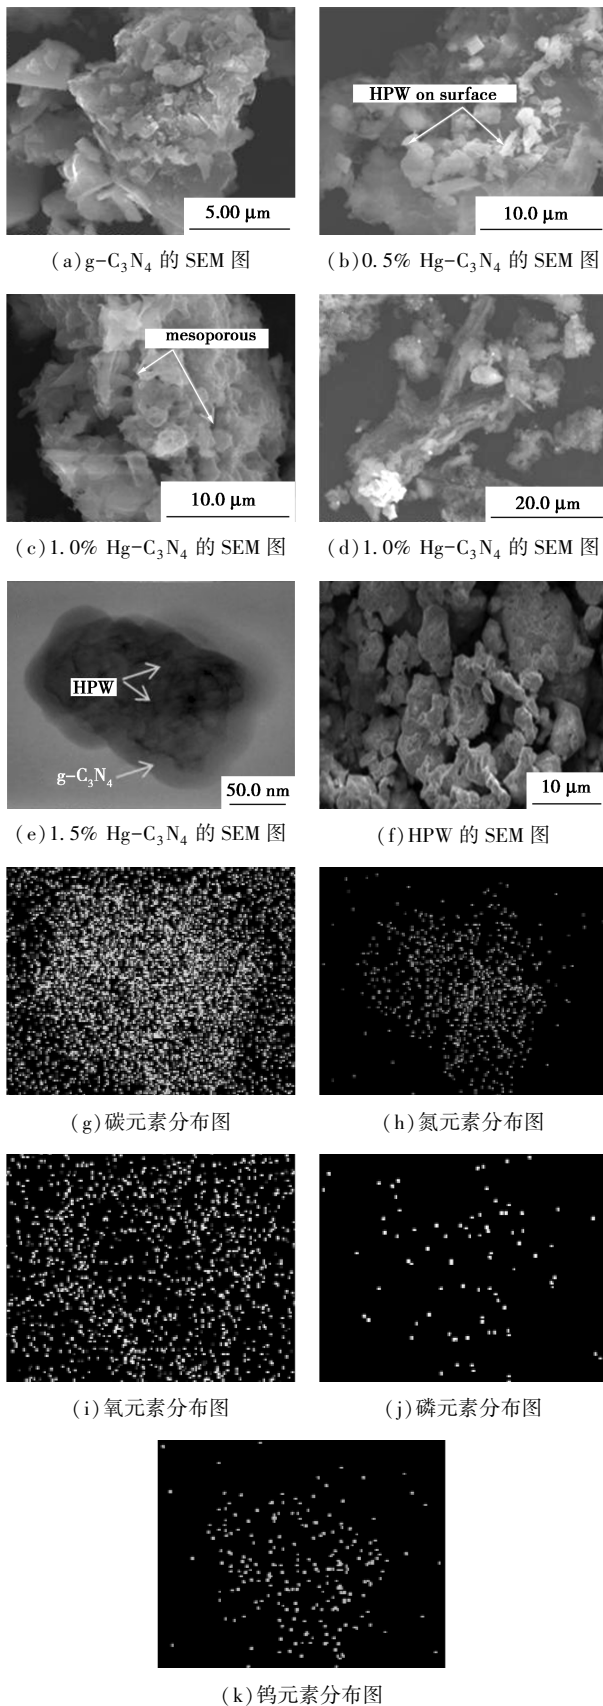 5.00 μm
HPW on surface
10.0 μm
(a)g-C₃N₄ 的 SEM 图
(b)0.5% Hg-C₃N₄ 的 SEM 图
mesoporous
10.0 μm
20.0 μm
(c)1.0% Hg-C₃N₄ 的 SEM 图
(d)1.0% Hg-C₃N₄ 的 SEM 图
HPW
g-C₃N₄
50.0 nm
10 μm
(e)1.5% Hg-C₃N₄ 的 SEM 图
(f)HPW 的 SEM 图
(g)碳元素分布图
(h)氮元素分布图
(i)氧元素分布图
(j)磷元素分布图
(k)钨元素分布图